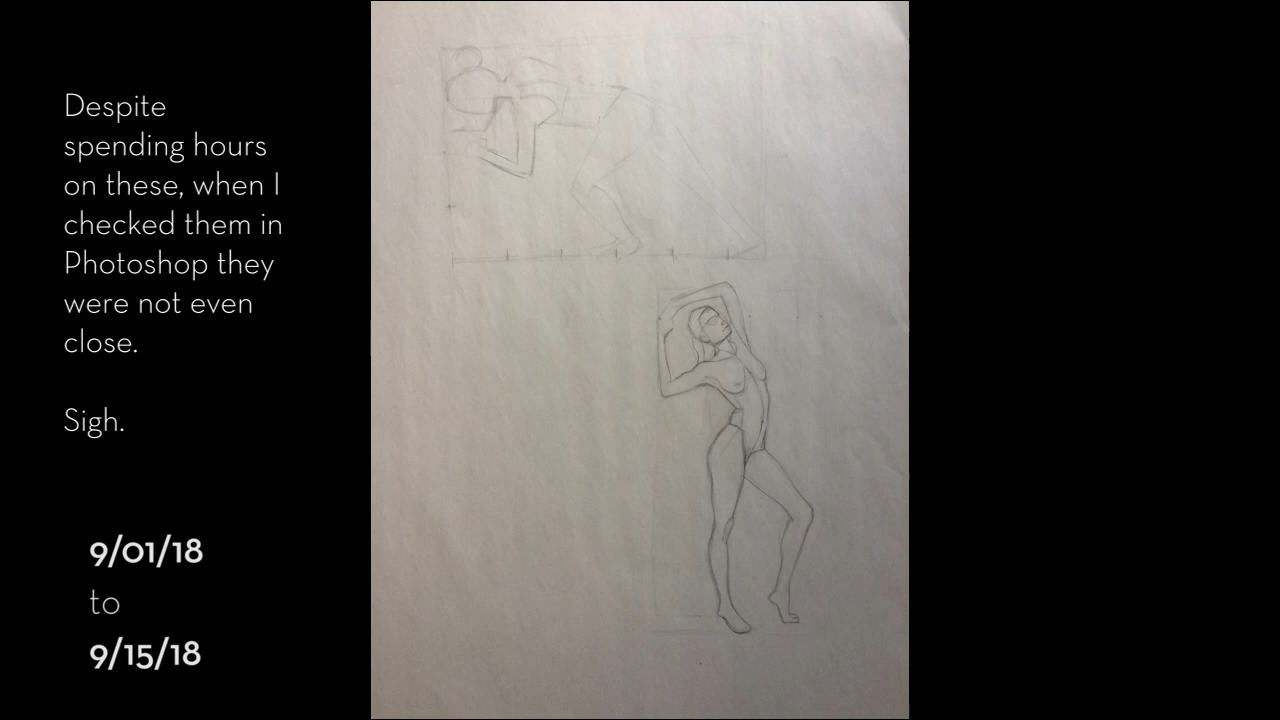 Despite
spending hours
on these, when I
checked them in
Photoshop they
were not even
close.
Sigh.
9/01/18
to
9/15/18